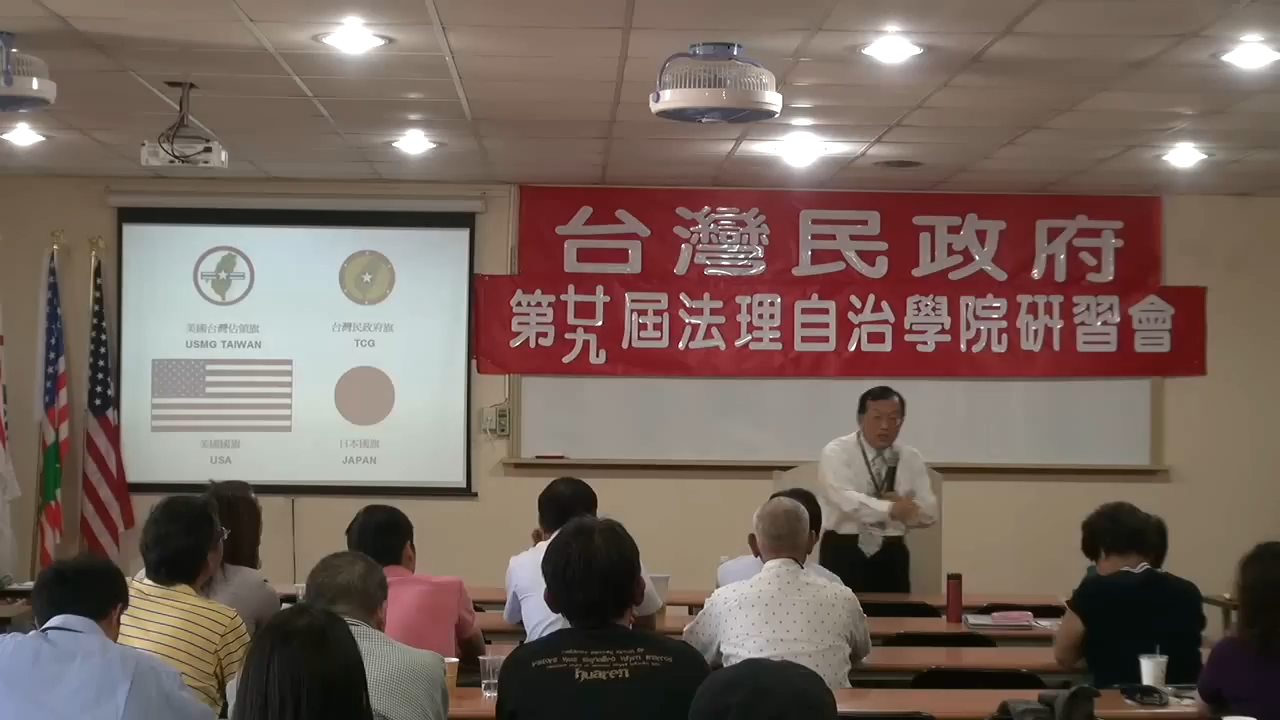 台灣民政府
第廿九屆法理自治學院研習會
美國台灣佔領旗
USMG TAIWAN
台灣民政府旗
TCG
美國國旗
USA
日本國旗
JAPAN
huaren